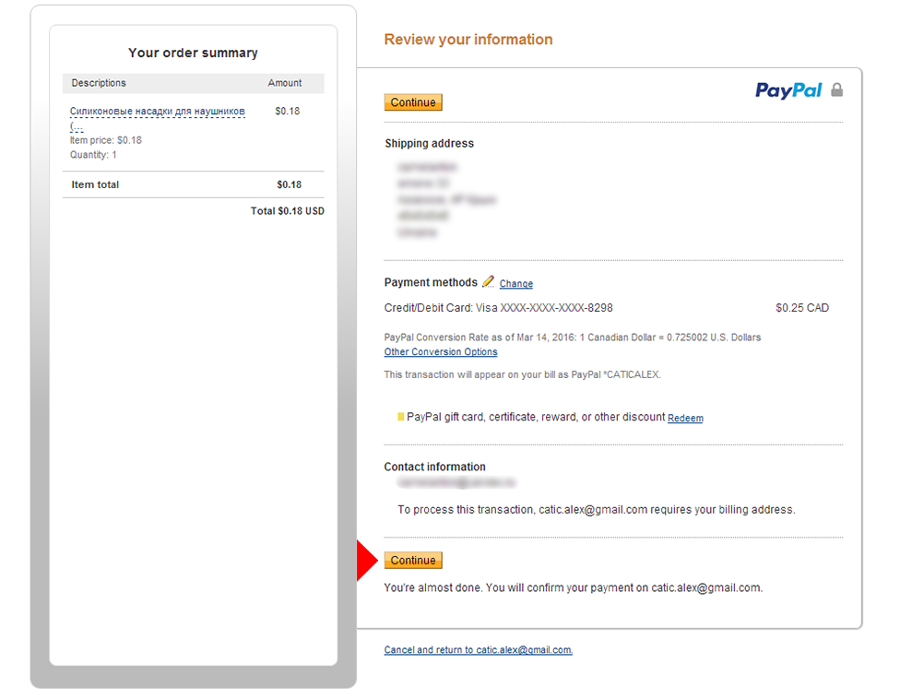 Your order summary
Descriptions Amount
Силиконовые насадки для наушников $0.18
(...
Item price: $0.18
Quantity: 1
Item total $0.18
Total $0.18 USD
Review your information
PayPal
Continue
Shipping address
Payment methods Change
Credit/Debit Card: Visa XXXX-XXXX-XXXX-8298 $0.25 CAD
PayPal Conversion Rate as of Mar 14, 2016: 1 Canadian Dollar = 0.725002 U.S. Dollars
Other Conversion Options
This transaction will appear on your bill as PayPal *CATICALEX.
PayPal gift card, certificate, reward, or other discount Redeem
Contact information
To process this transaction, catic.alex@gmail.com requires your billing address.
Continue
You're almost done. You will confirm your payment on catic.alex@gmail.com.
Cancel and return to catic.alex@gmail.com.